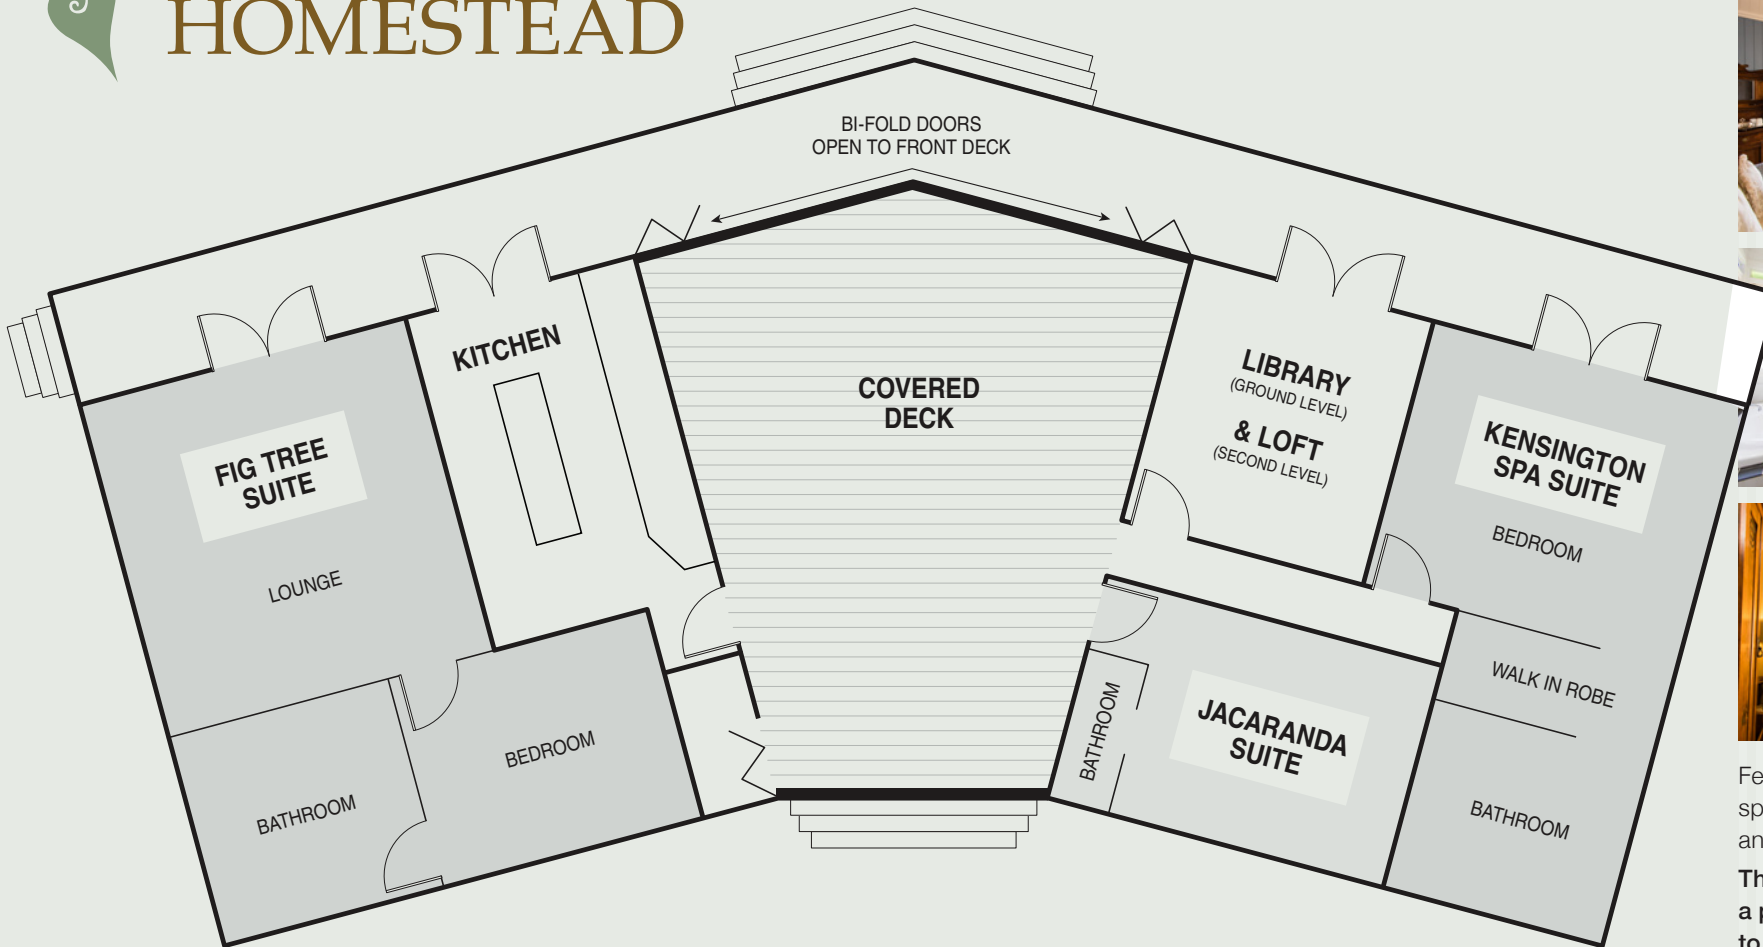 HOMESTEAD
BI-FOLD DOORS
OPEN TO FRONT DECK
KITCHEN
COVERED
DECK
LIBRARY
(GROUND LEVEL)
& LOFT
(SECOND LEVEL)
FIG TREE
SUITE
LOUNGE
BATHROOM
BEDROOM
KENSINGTON
SPA SUITE
BEDROOM
WALK IN ROBE
BATHROOM
JACARANDA
SUITE
BATHROOM
a
to